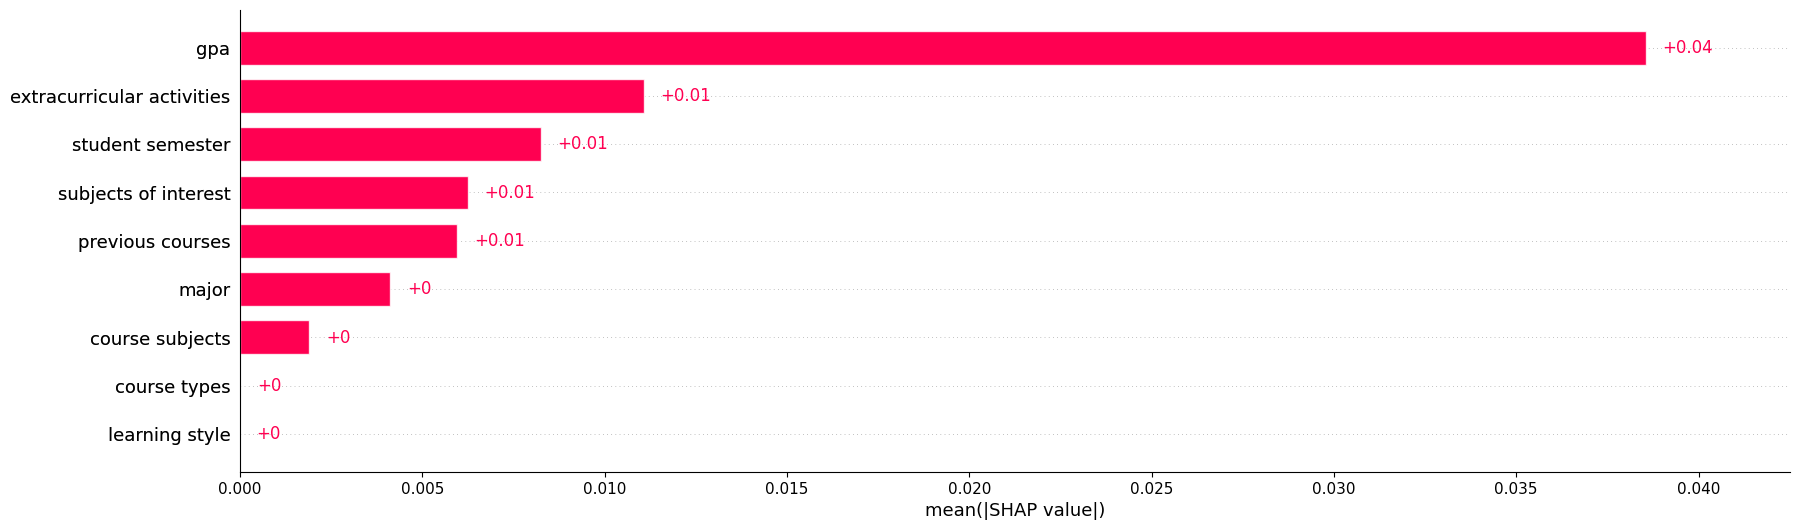 gpa +0.04
extracurricular activities +0.01
student semester +0.01
subjects of interest +0.01
previous courses +0.01
major +0
course subjects +0
course types +0
learning style +0
0.000 0.005 0.010 0.015 0.020 0.025 0.030 0.035 0.040
mean(|SHAP value|)